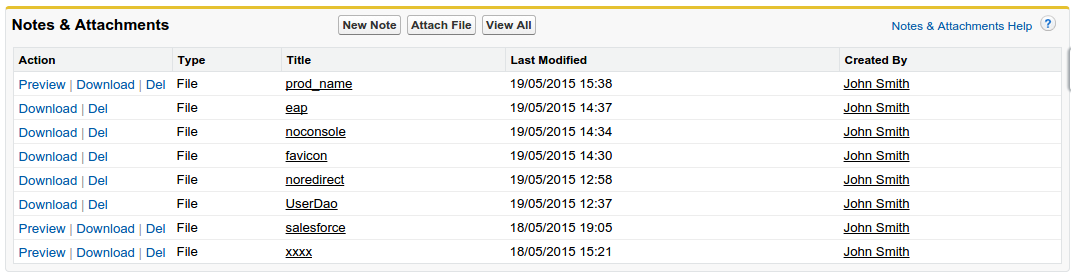 Notes & Attachments New Note Attach File View All Notes & Attachments Help ?
Action Type Title Last Modified Created By
Preview | Download | Del File prod_name 19/05/2015 15:38 John Smith
Download | Del File eap 19/05/2015 14:37 John Smith
Download | Del File noconsole 19/05/2015 14:34 John Smith
Download | Del File favicon 19/05/2015 14:30 John Smith
Download | Del File noredirect 19/05/2015 12:58 John Smith
Download | Del File UserDao 19/05/2015 12:37 John Smith
Preview | Download | Del File salesforce 18/05/2015 19:05 John Smith
Preview | Download | Del File xxxx 18/05/2015 15:21 John Smith